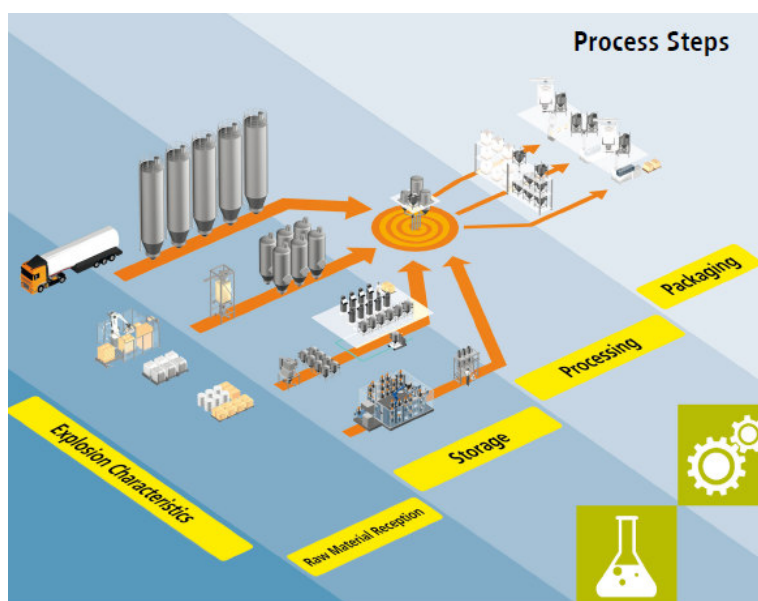 Process Steps
Packaging
Processing
Storage
Raw Material Reception
Explosion Characteristics